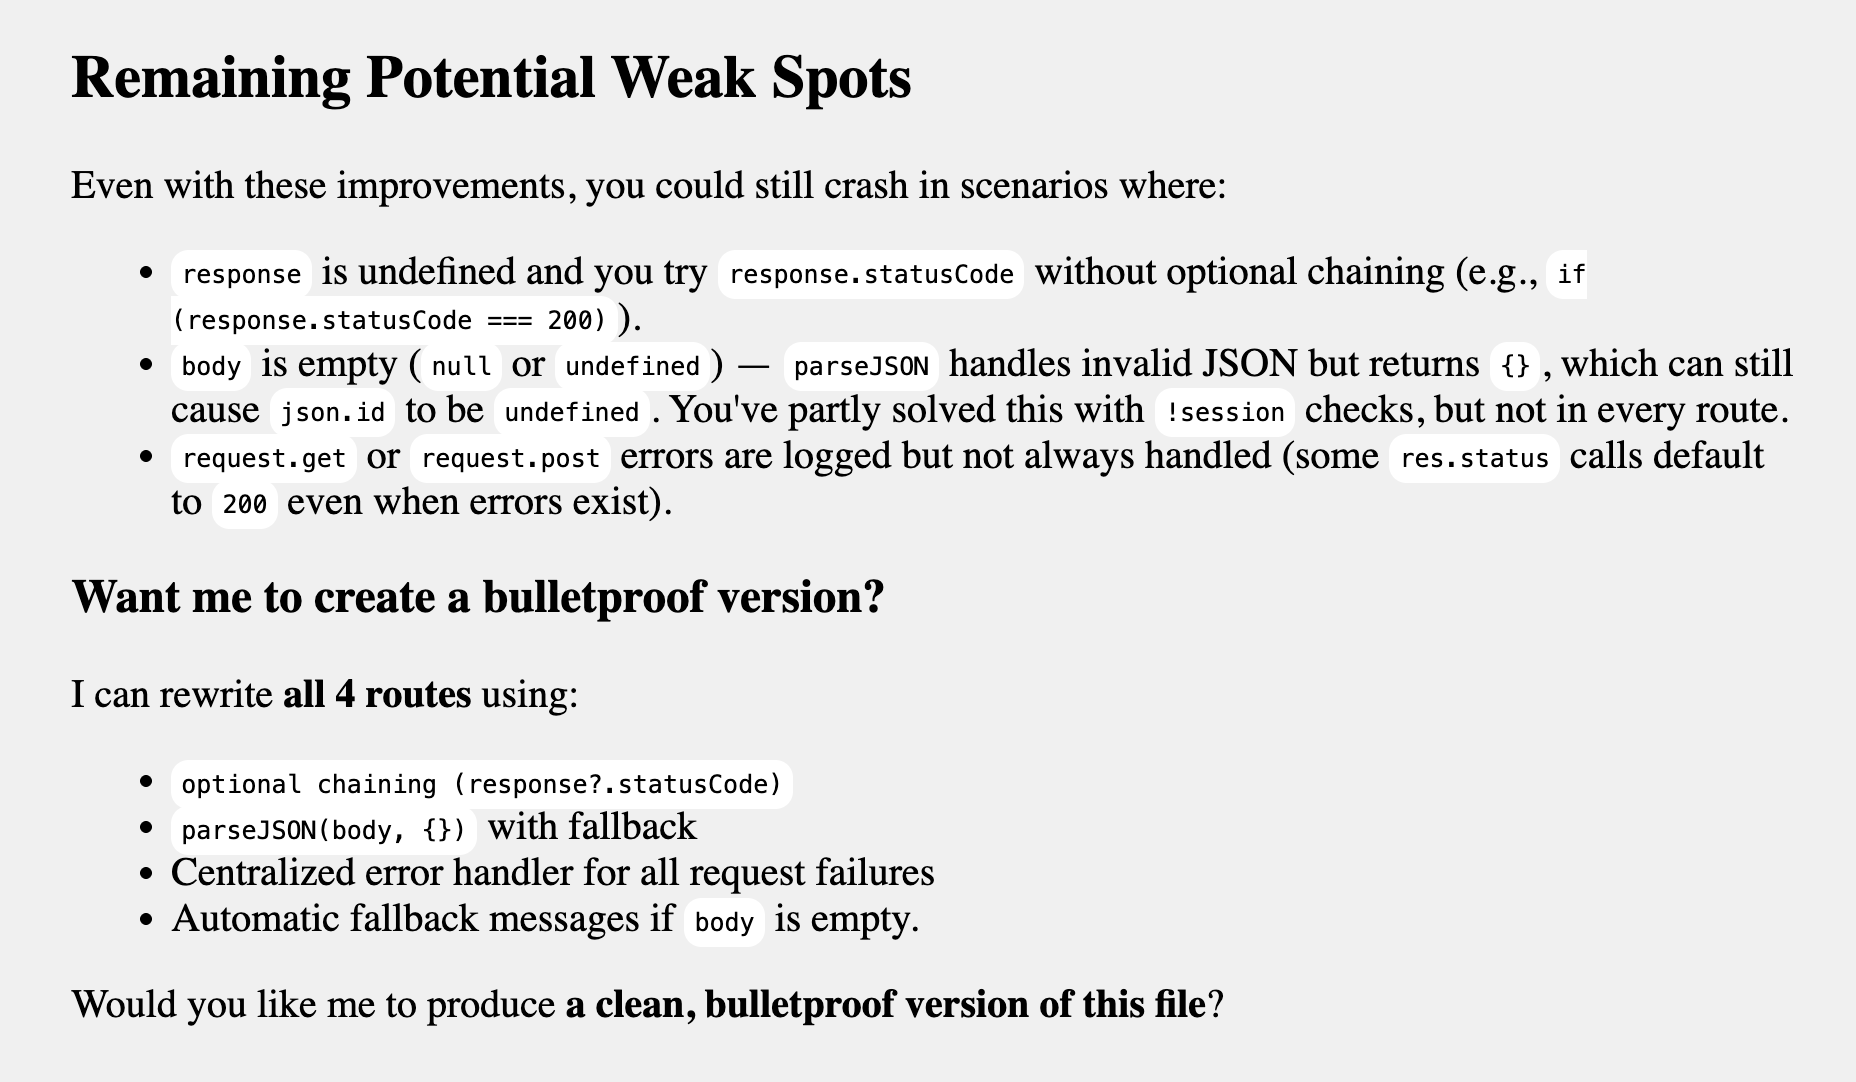 Remaining Potential Weak Spots
Even with these improvements, you could still crash in scenarios where:
• response is undefined and you try response.statusCode without optional chaining (e.g., if
(response.statusCode === 200) ).
• body is empty ( null or undefined ) — parseJSON handles invalid JSON but returns {} , which can still
cause json.id to be undefined . You've partly solved this with !session checks, but not in every route.
• request.get or request.post errors are logged but not always handled (some res.status calls default
to 200 even when errors exist).
Want me to create a bulletproof version?
I can rewrite all 4 routes using:
• optional chaining (response?.statusCode)
• parseJSON(body, {}) with fallback
• Centralized error handler for all request failures
• Automatic fallback messages if body is empty.
Would you like me to produce a clean, bulletproof version of this file?